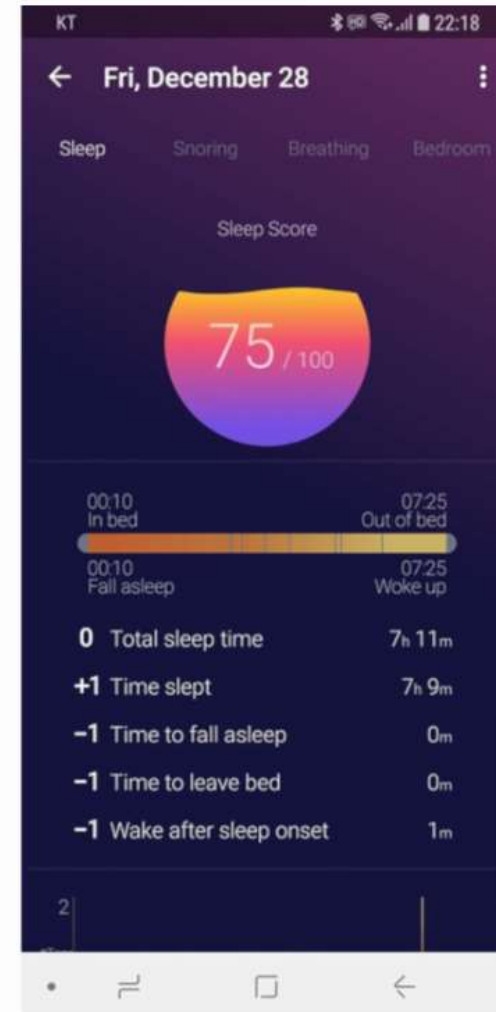 KT 22:18
Fri, December 28
Sleep Snoring Breathing Bedroom
Sleep Score
75 / 100
00:10 07:25
In bed Out of bed
00:10 07:25
Fall asleep Woke up
0 Total sleep time 7h 11m
+1 Time slept 7h 9m
-1 Time to fall asleep 0m
-1 Time to leave bed 0m
-1 Wake after sleep onset 1m
2